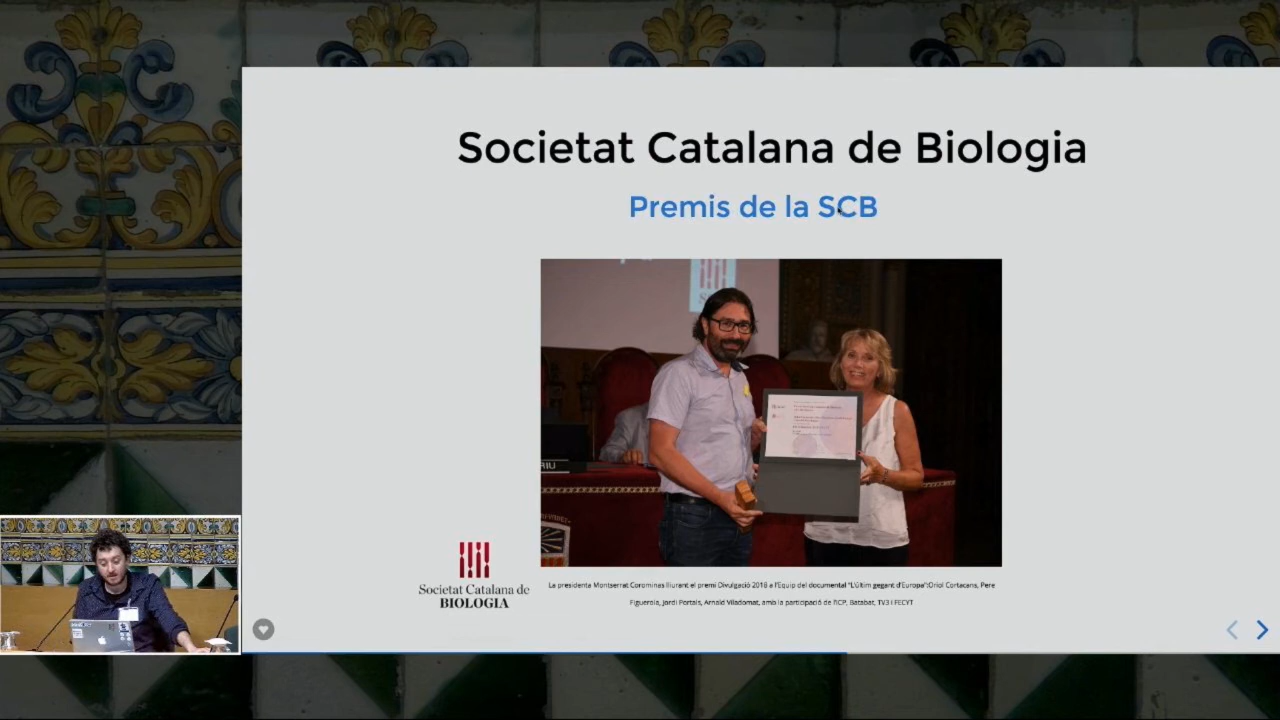 Societat Catalana de Biologia
Premis de la SCB
RIU
Societat Catalana de
BIOLOGIA
La presidenta Montserrat Corominas lliurant el premi Divulgació 2018 a l'Equip del documental "L'últim gegant d'Europa":Oriol Cortacans, Pere
Figuerola, Jordi Portals, Arnald Viladomat, amb la participació de l'ICP, Batabat, TV3 i FECYT